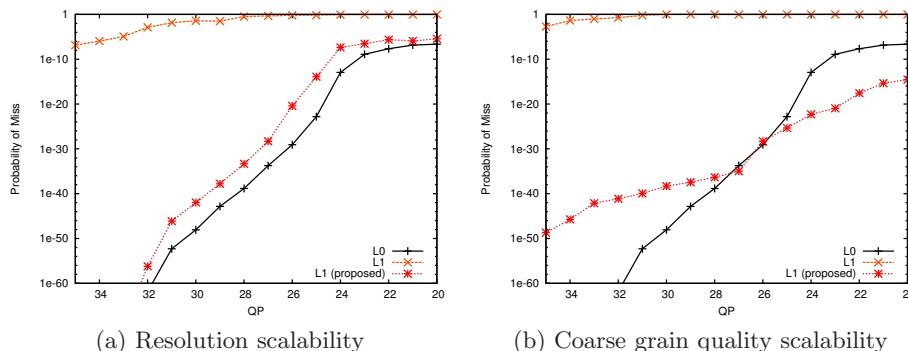 1
1e-10
1e-20
1e-30
1e-40
1e-50
1e-60
Probability of Miss
34 32 30 28 26 24 22 20
QP
L0
L1
L1 (proposed)
(a) Resolution scalability
1
1e-10
1e-20
1e-30
1e-40
1e-50
1e-60
Probability of Miss
34 32 30 28 26 24 22
QP
L0
L1
L1 (proposed)
(b) Coarse grain quality scalability